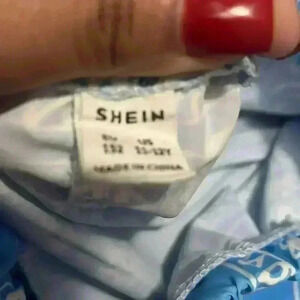 SHEIN
EU US
152 11-12Y
MADE IN CHINA